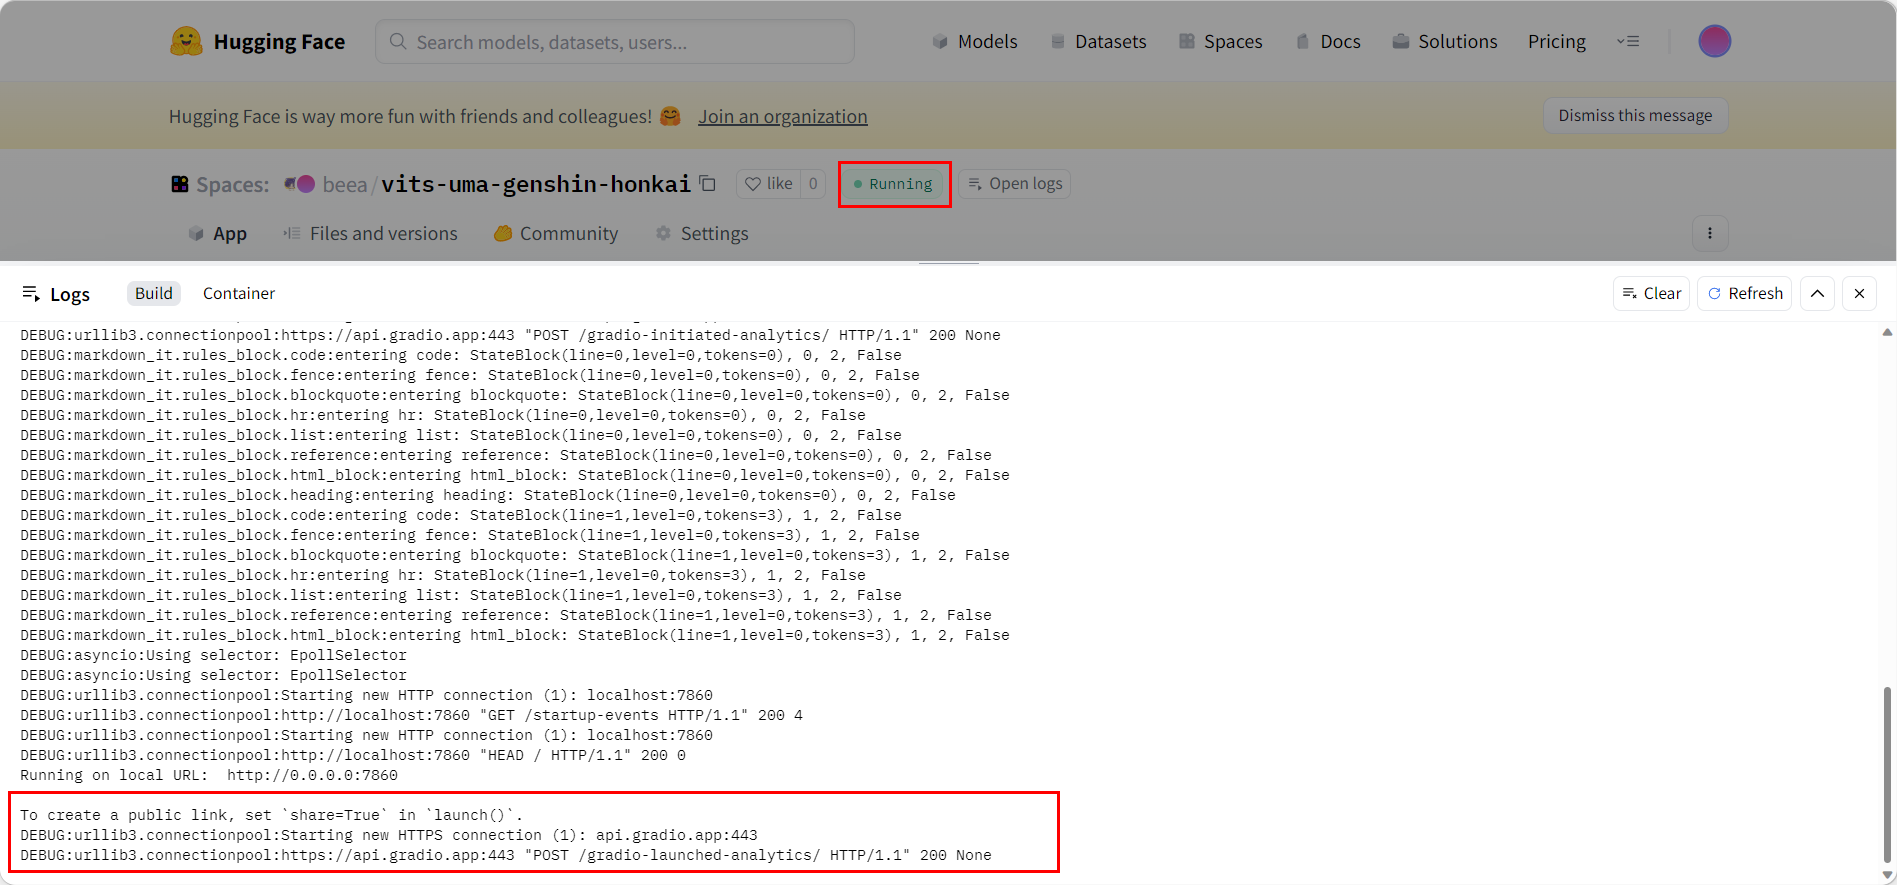 Hugging Face
Search models, datasets, users...
Models
Datasets
Spaces
Docs
Solutions
Pricing
Hugging Face is way more fun with friends and colleagues! 🤗 Join an organization
Dismiss this message
Spaces: beea/vits-uma-genshin-honkai
like 0
Running
Open logs
App
Files and versions
Community
Settings
Logs
Build
Container
Clear
Refresh
DEBUG:urllib3.connectionpool:https://api.gradio.app:443 "POST /gradio-initiated-analytics/ HTTP/1.1" 200 None
DEBUG:markdown_it.rules_block.code:entering code: StateBlock(line=0,level=0,tokens=0), 0, 2, False
DEBUG:markdown_it.rules_block.fence:entering fence: StateBlock(line=0,level=0,tokens=0), 0, 2, False
DEBUG:markdown_it.rules_block.blockquote:entering blockquote: StateBlock(line=0,level=0,tokens=0), 0, 2, False
DEBUG:markdown_it.rules_block.hr:entering hr: StateBlock(line=0,level=0,tokens=0), 0, 2, False
DEBUG:markdown_it.rules_block.list:entering list: StateBlock(line=0,level=0,tokens=0), 0, 2, False
DEBUG:markdown_it.rules_block.reference:entering reference: StateBlock(line=0,level=0,tokens=0), 0, 2, False
DEBUG:markdown_it.rules_block.html_block:entering html_block: StateBlock(line=0,level=0,tokens=0), 0, 2, False
DEBUG:markdown_it.rules_block.heading:entering heading: StateBlock(line=0,level=0,tokens=0), 0, 2, False
DEBUG:markdown_it.rules_block.code:entering code: StateBlock(line=1,level=0,tokens=3), 1, 2, False
DEBUG:markdown_it.rules_block.fence:entering fence: StateBlock(line=1,level=0,tokens=3), 1, 2, False
DEBUG:markdown_it.rules_block.blockquote:entering blockquote: StateBlock(line=1,level=0,tokens=3), 1, 2, False
DEBUG:markdown_it.rules_block.hr:entering hr: StateBlock(line=1,level=0,tokens=3), 1, 2, False
DEBUG:markdown_it.rules_block.list:entering list: StateBlock(line=1,level=0,tokens=3), 1, 2, False
DEBUG:markdown_it.rules_block.reference:entering reference: StateBlock(line=1,level=0,tokens=3), 1, 2, False
DEBUG:markdown_it.rules_block.html_block:entering html_block: StateBlock(line=1,level=0,tokens=3), 1, 2, False
DEBUG:asyncio:Using selector: EpollSelector
DEBUG:asyncio:Using selector: EpollSelector
DEBUG:urllib3.connectionpool:Starting new HTTP connection (1): localhost:7860
DEBUG:urllib3.connectionpool:http://localhost:7860 "GET /startup-events HTTP/1.1" 200 4
DEBUG:urllib3.connectionpool:Starting new HTTP connection (1): localhost:7860
DEBUG:urllib3.connectionpool:http://localhost:7860 "HEAD / HTTP/1.1" 200 0
Running on local URL:  http://0.0.0.0:7860
To create a public link, set `share=True` in `launch()`.
DEBUG:urllib3.connectionpool:Starting new HTTPS connection (1): api.gradio.app:443
DEBUG:urllib3.connectionpool:https://api.gradio.app:443 "POST /gradio-launched-analytics/ HTTP/1.1" 200 None